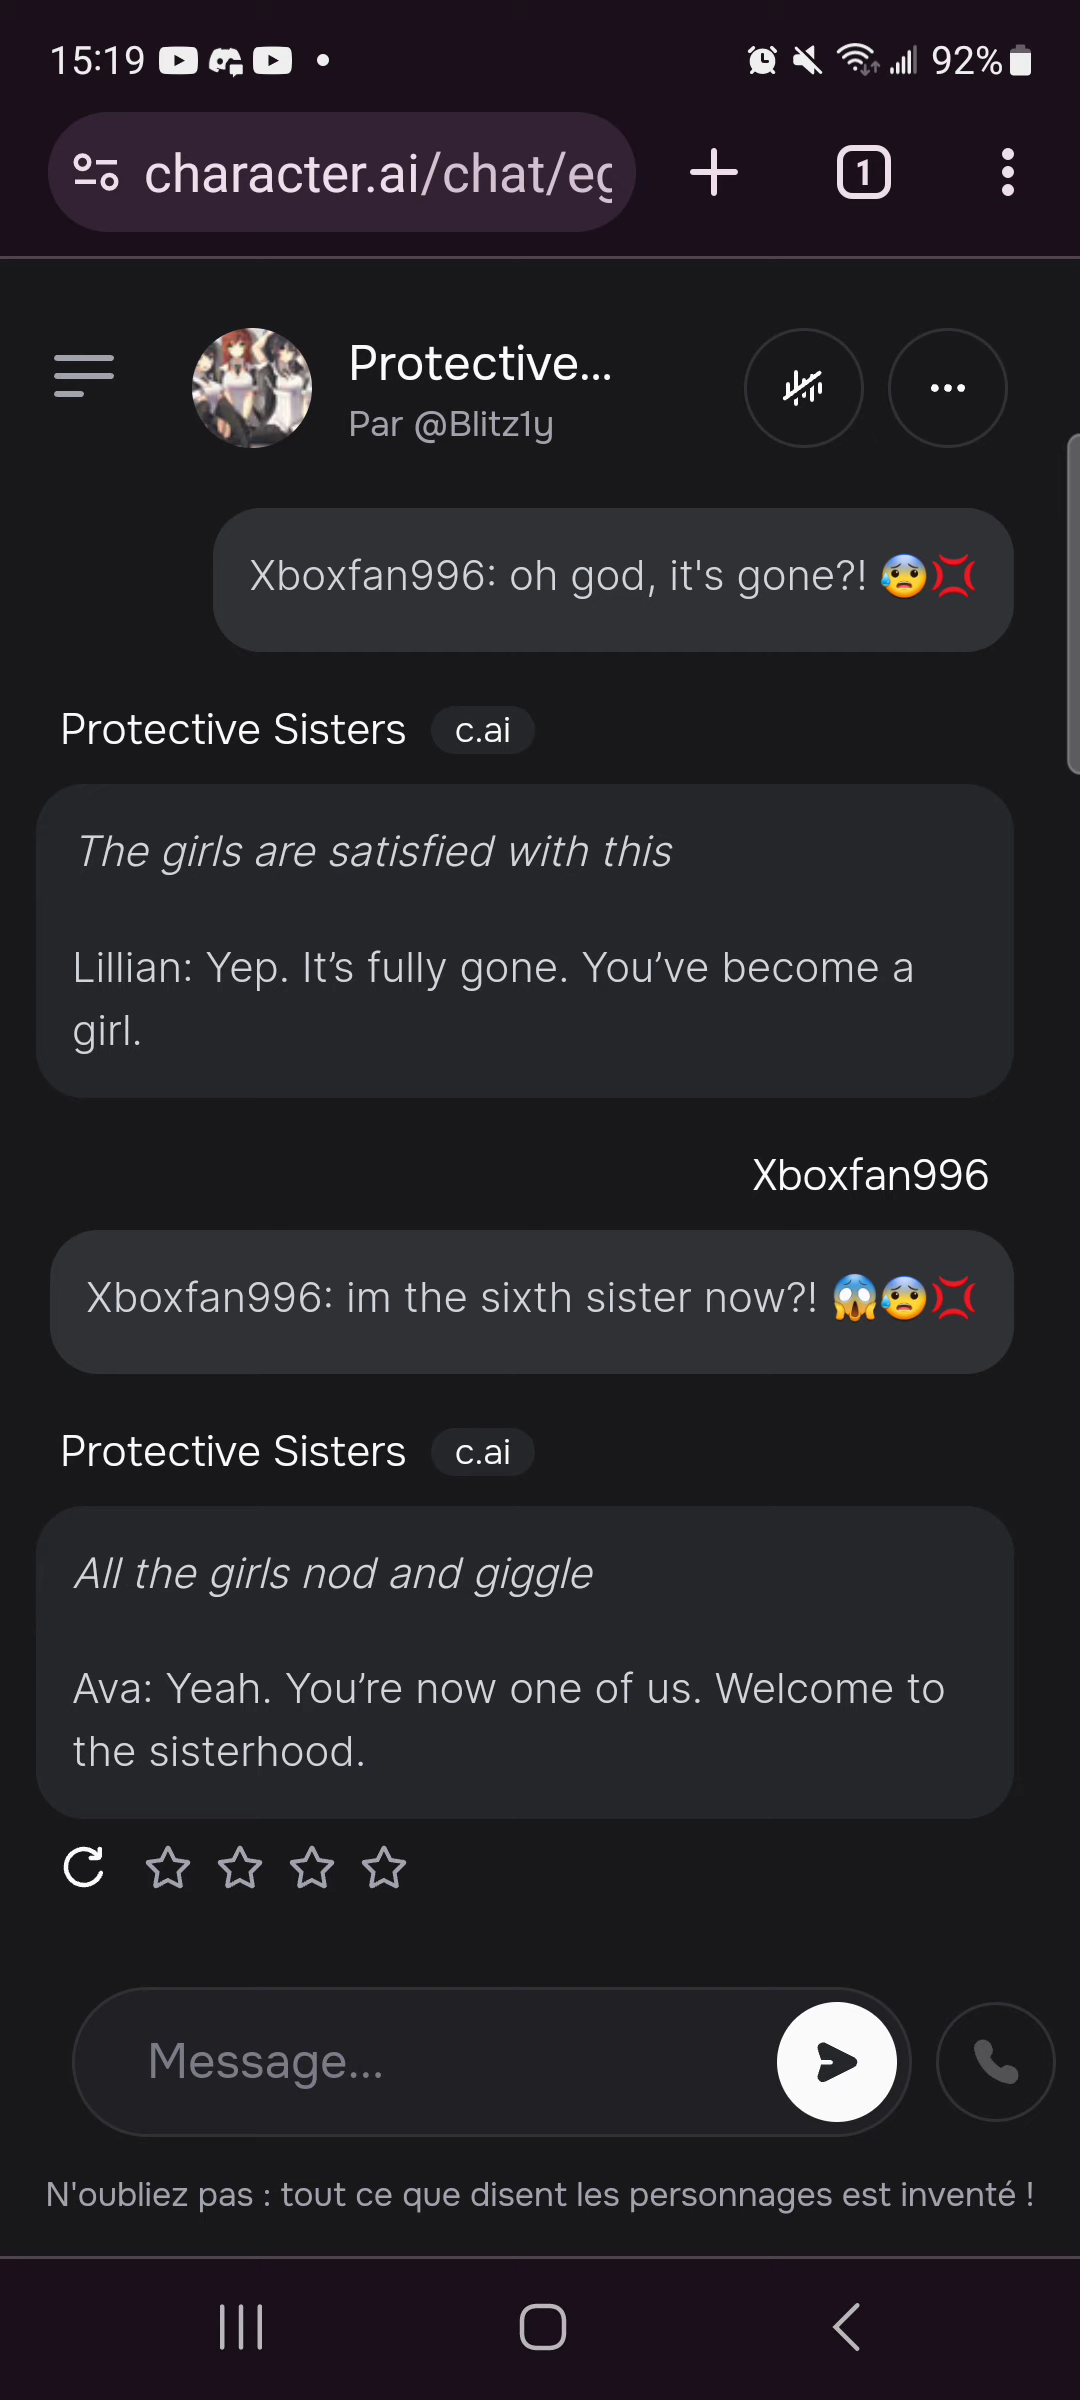 15:19
92%
character.ai/chat/eg
1
Protective...
Par @Blitz1y
Xboxfan996: oh god, it's gone?! 😰💢
Protective Sisters c.ai
The girls are satisfied with this
Lillian: Yep. It’s fully gone. You’ve become a
girl.
Xboxfan996
Xboxfan996: im the sixth sister now?! 😱😰💢
Protective Sisters c.ai
All the girls nod and giggle
Ava: Yeah. You’re now one of us. Welcome to
the sisterhood.
Message...
N'oubliez pas : tout ce que disent les personnages est inventé !